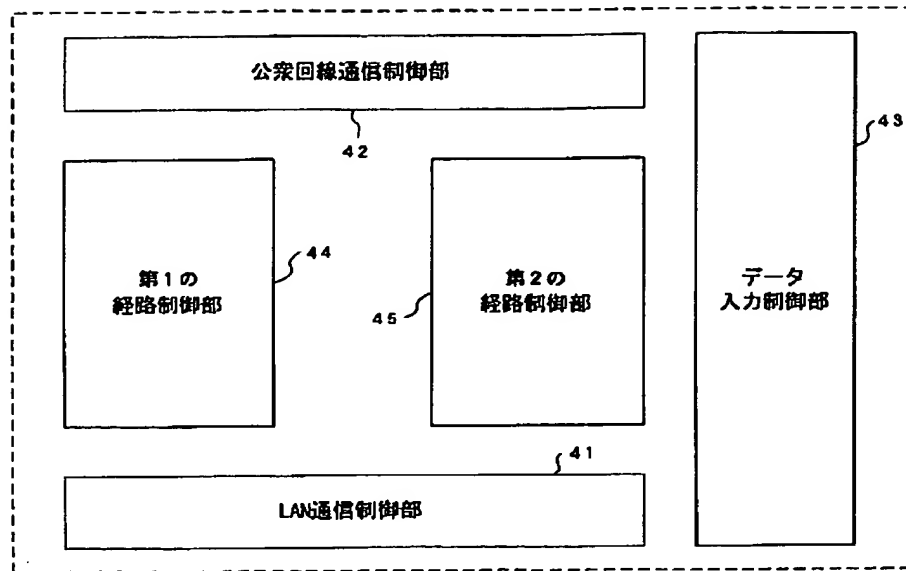 公衆回線通信制御部
42
43
第1の
経路制御部
44
第2の
経路制御部
45
データ
入力制御部
41
LAN通信制御部